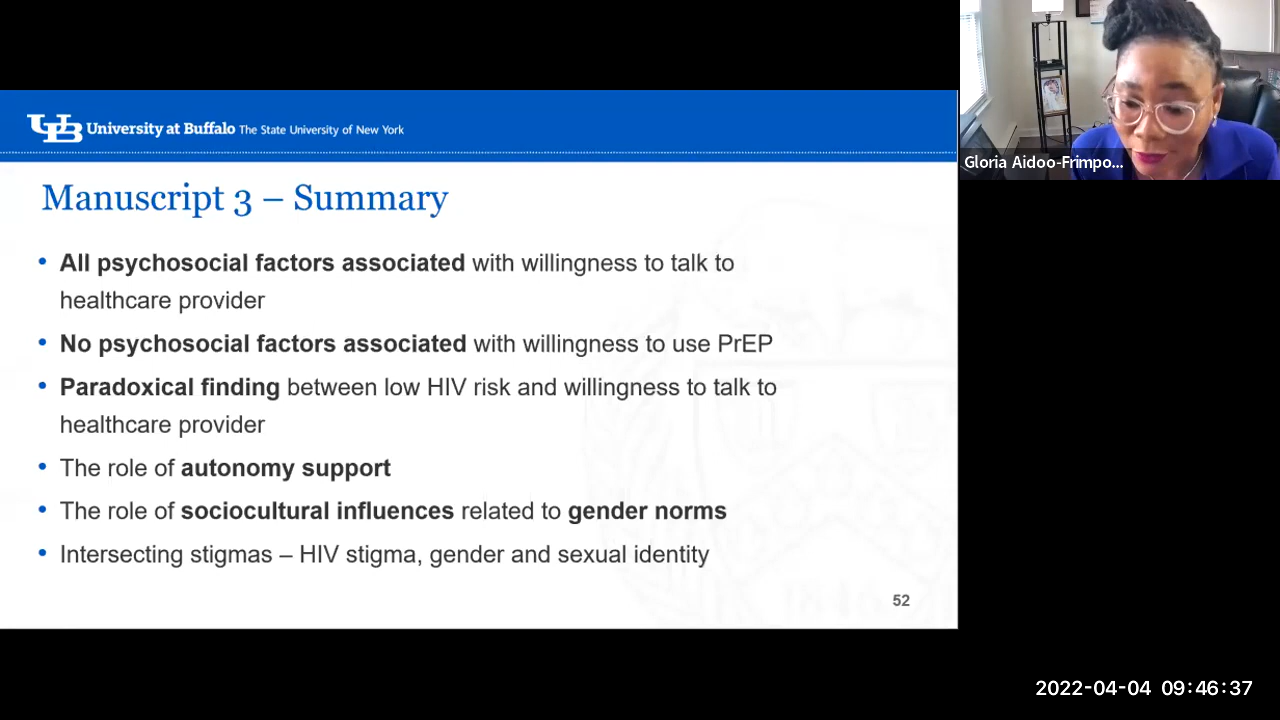 UB University at Buffalo The State University of New York
Gloria Aidoo-Frimpo...
Manuscript 3 – Summary
• All psychosocial factors associated with willingness to talk to
healthcare provider
• No psychosocial factors associated with willingness to use PrEP
• Paradoxical finding between low HIV risk and willingness to talk to
healthcare provider
• The role of autonomy support
• The role of sociocultural influences related to gender norms
• Intersecting stigmas – HIV stigma, gender and sexual identity
52
2022-04-04 09:46:37